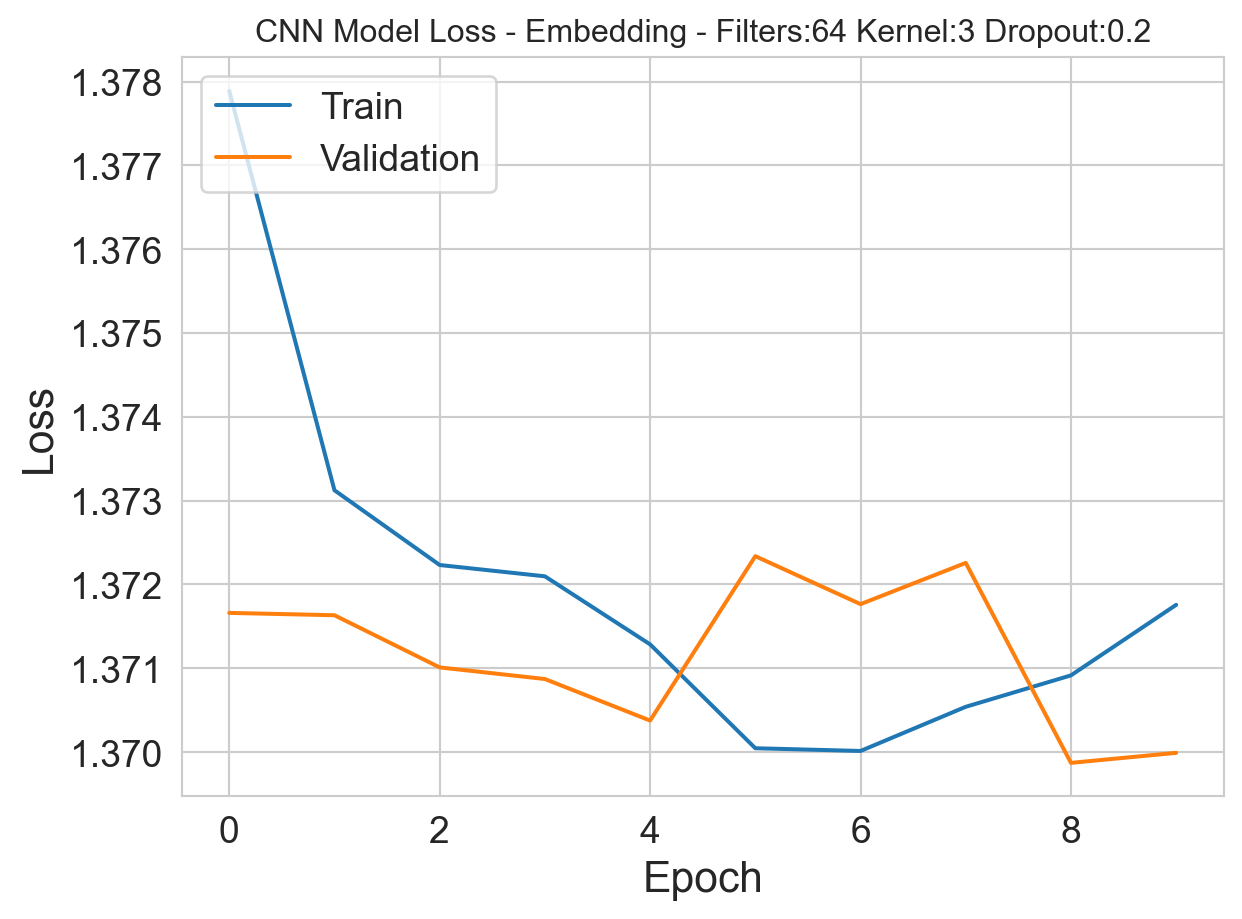 CNN Model Loss - Embedding - Filters:64 Kernel:3 Dropout:0.2
Train
Validation
1.378
1.377
1.376
1.375
1.374
1.373
1.372
1.371
1.370
Loss
0 2 4 6 8
Epoch